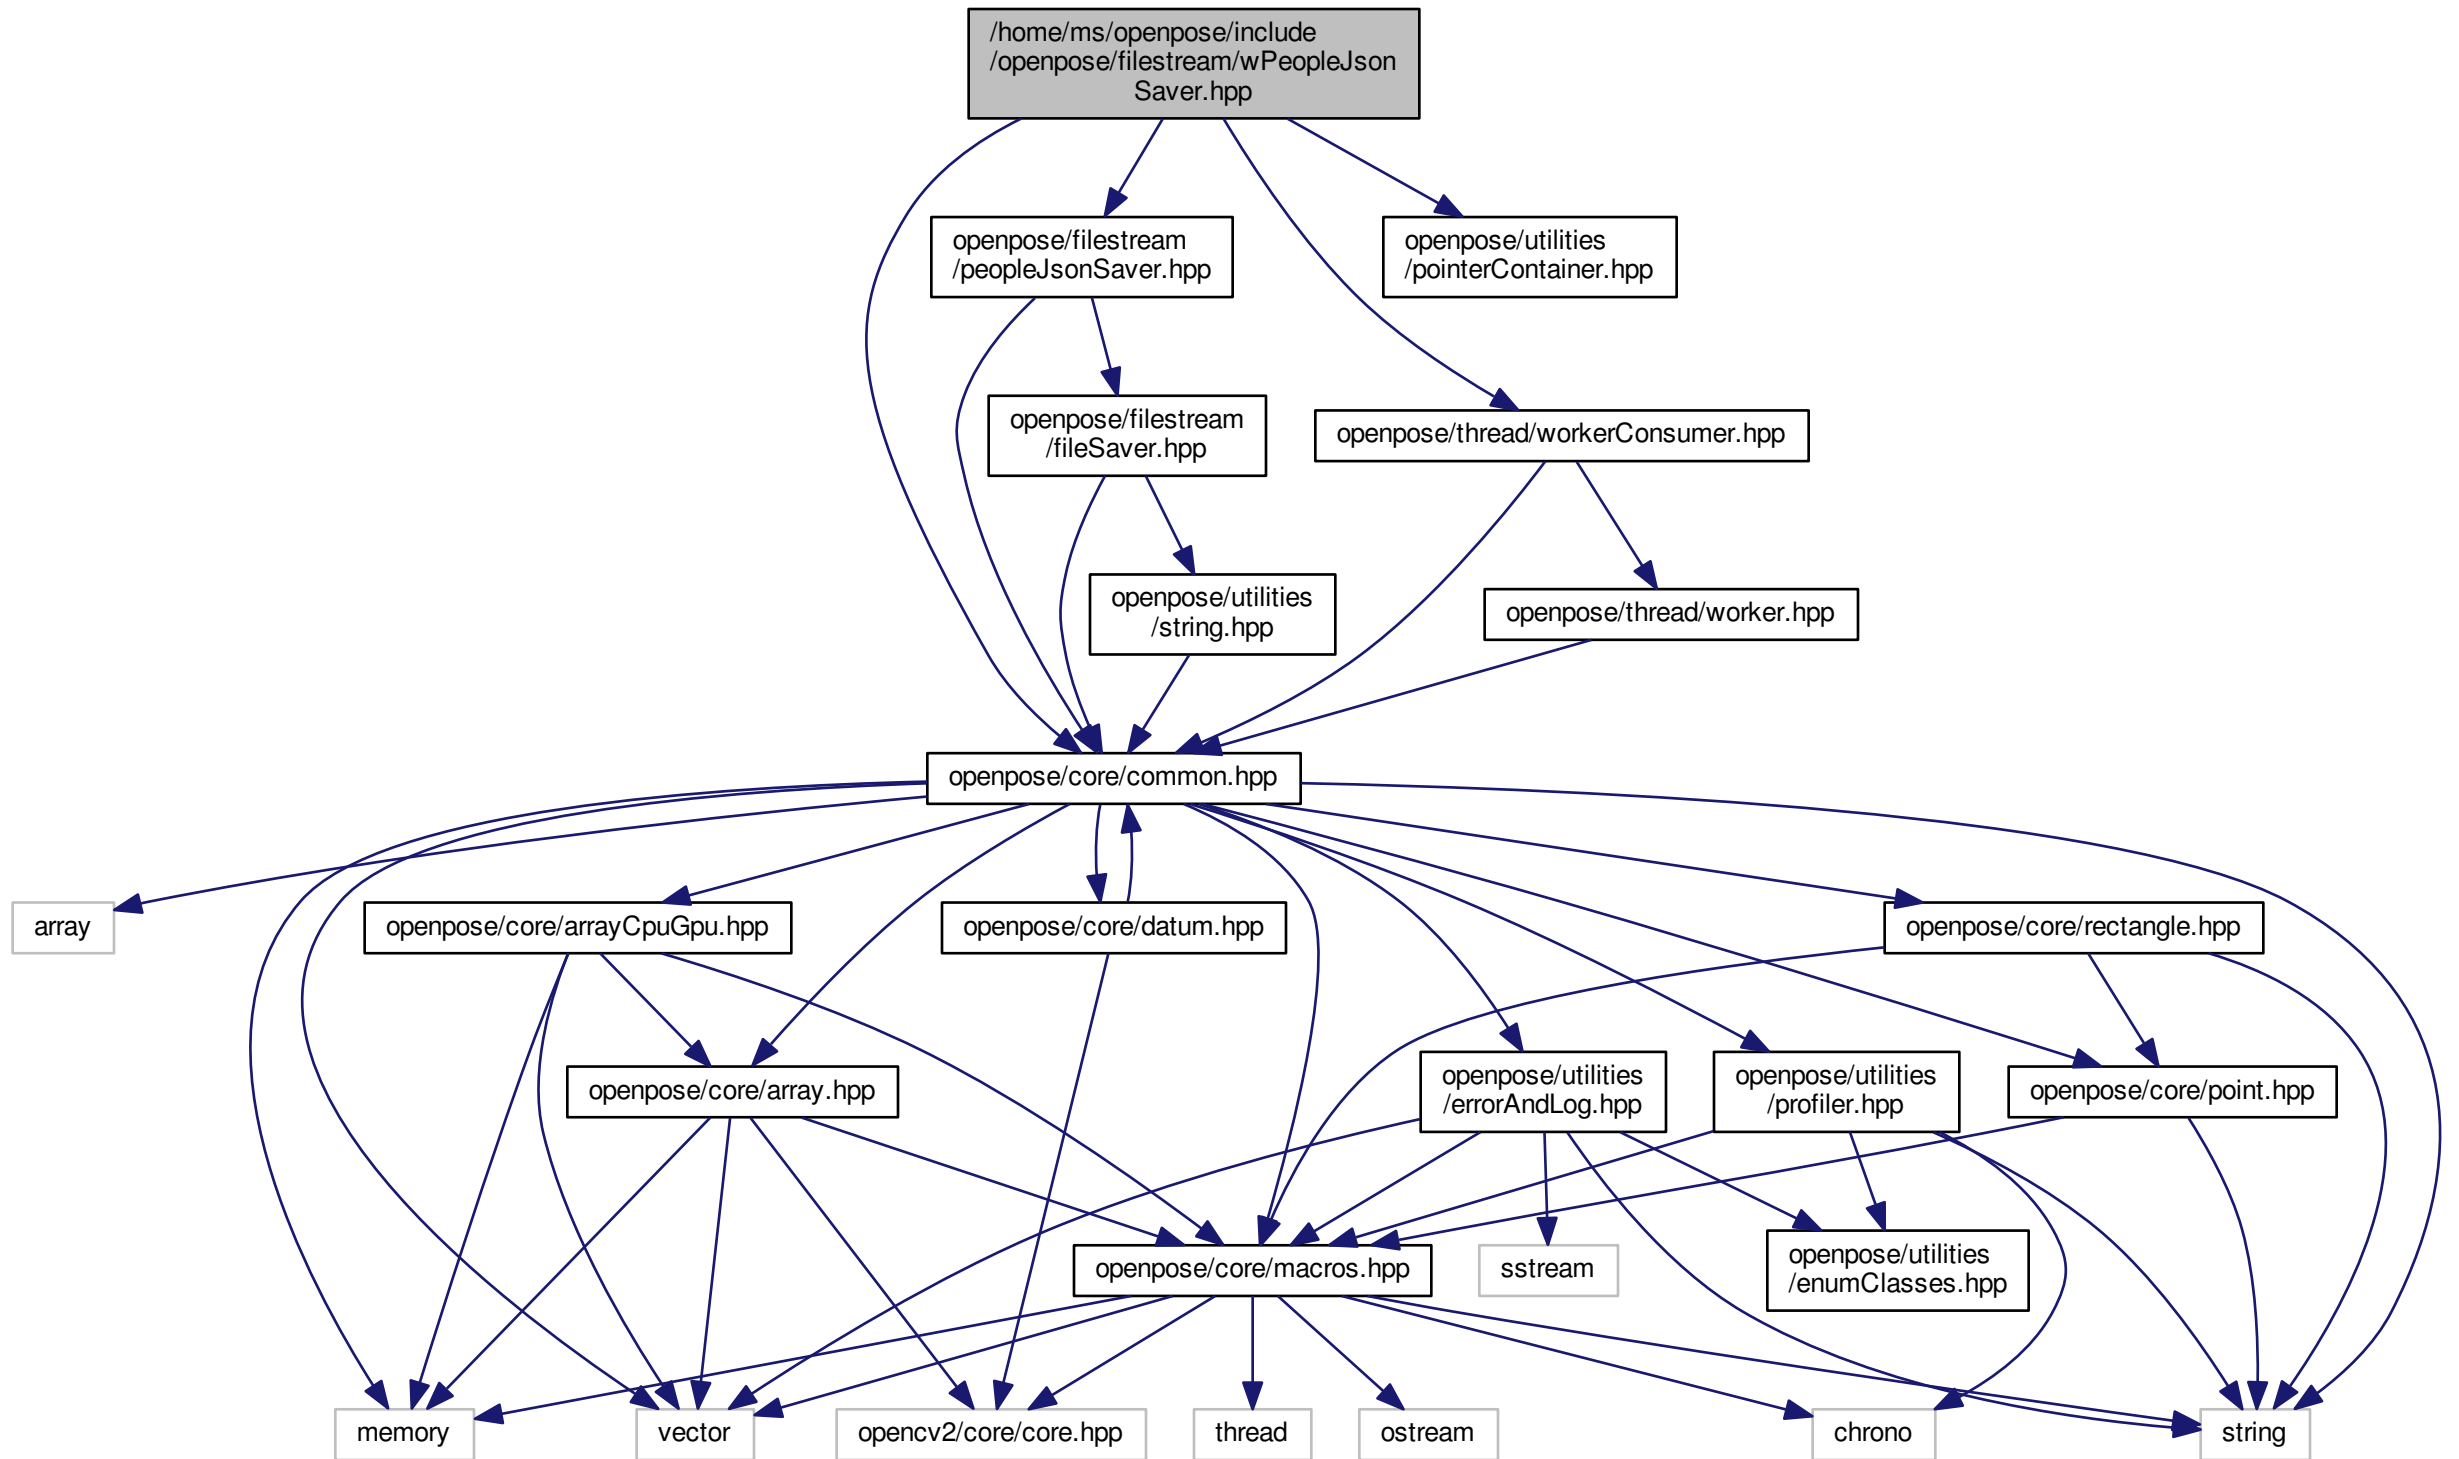 /home/ms/openpose/include
/openpose/filestream/wPeopleJson
Saver.hpp
openpose/filestream
/peopleJsonSaver.hpp
openpose/utilities
/pointerContainer.hpp
openpose/filestream
/fileSaver.hpp
openpose/thread/workerConsumer.hpp
openpose/utilities
/string.hpp
openpose/thread/worker.hpp
openpose/core/common.hpp
array
openpose/core/arrayCpuGpu.hpp
openpose/core/datum.hpp
openpose/core/rectangle.hpp
openpose/core/array.hpp
openpose/utilities
/errorAndLog.hpp
openpose/utilities
/profiler.hpp
openpose/core/point.hpp
openpose/core/macros.hpp
sstream
openpose/utilities
/enumClasses.hpp
memory
vector
opencv2/core/core.hpp
thread
ostream
chrono
string